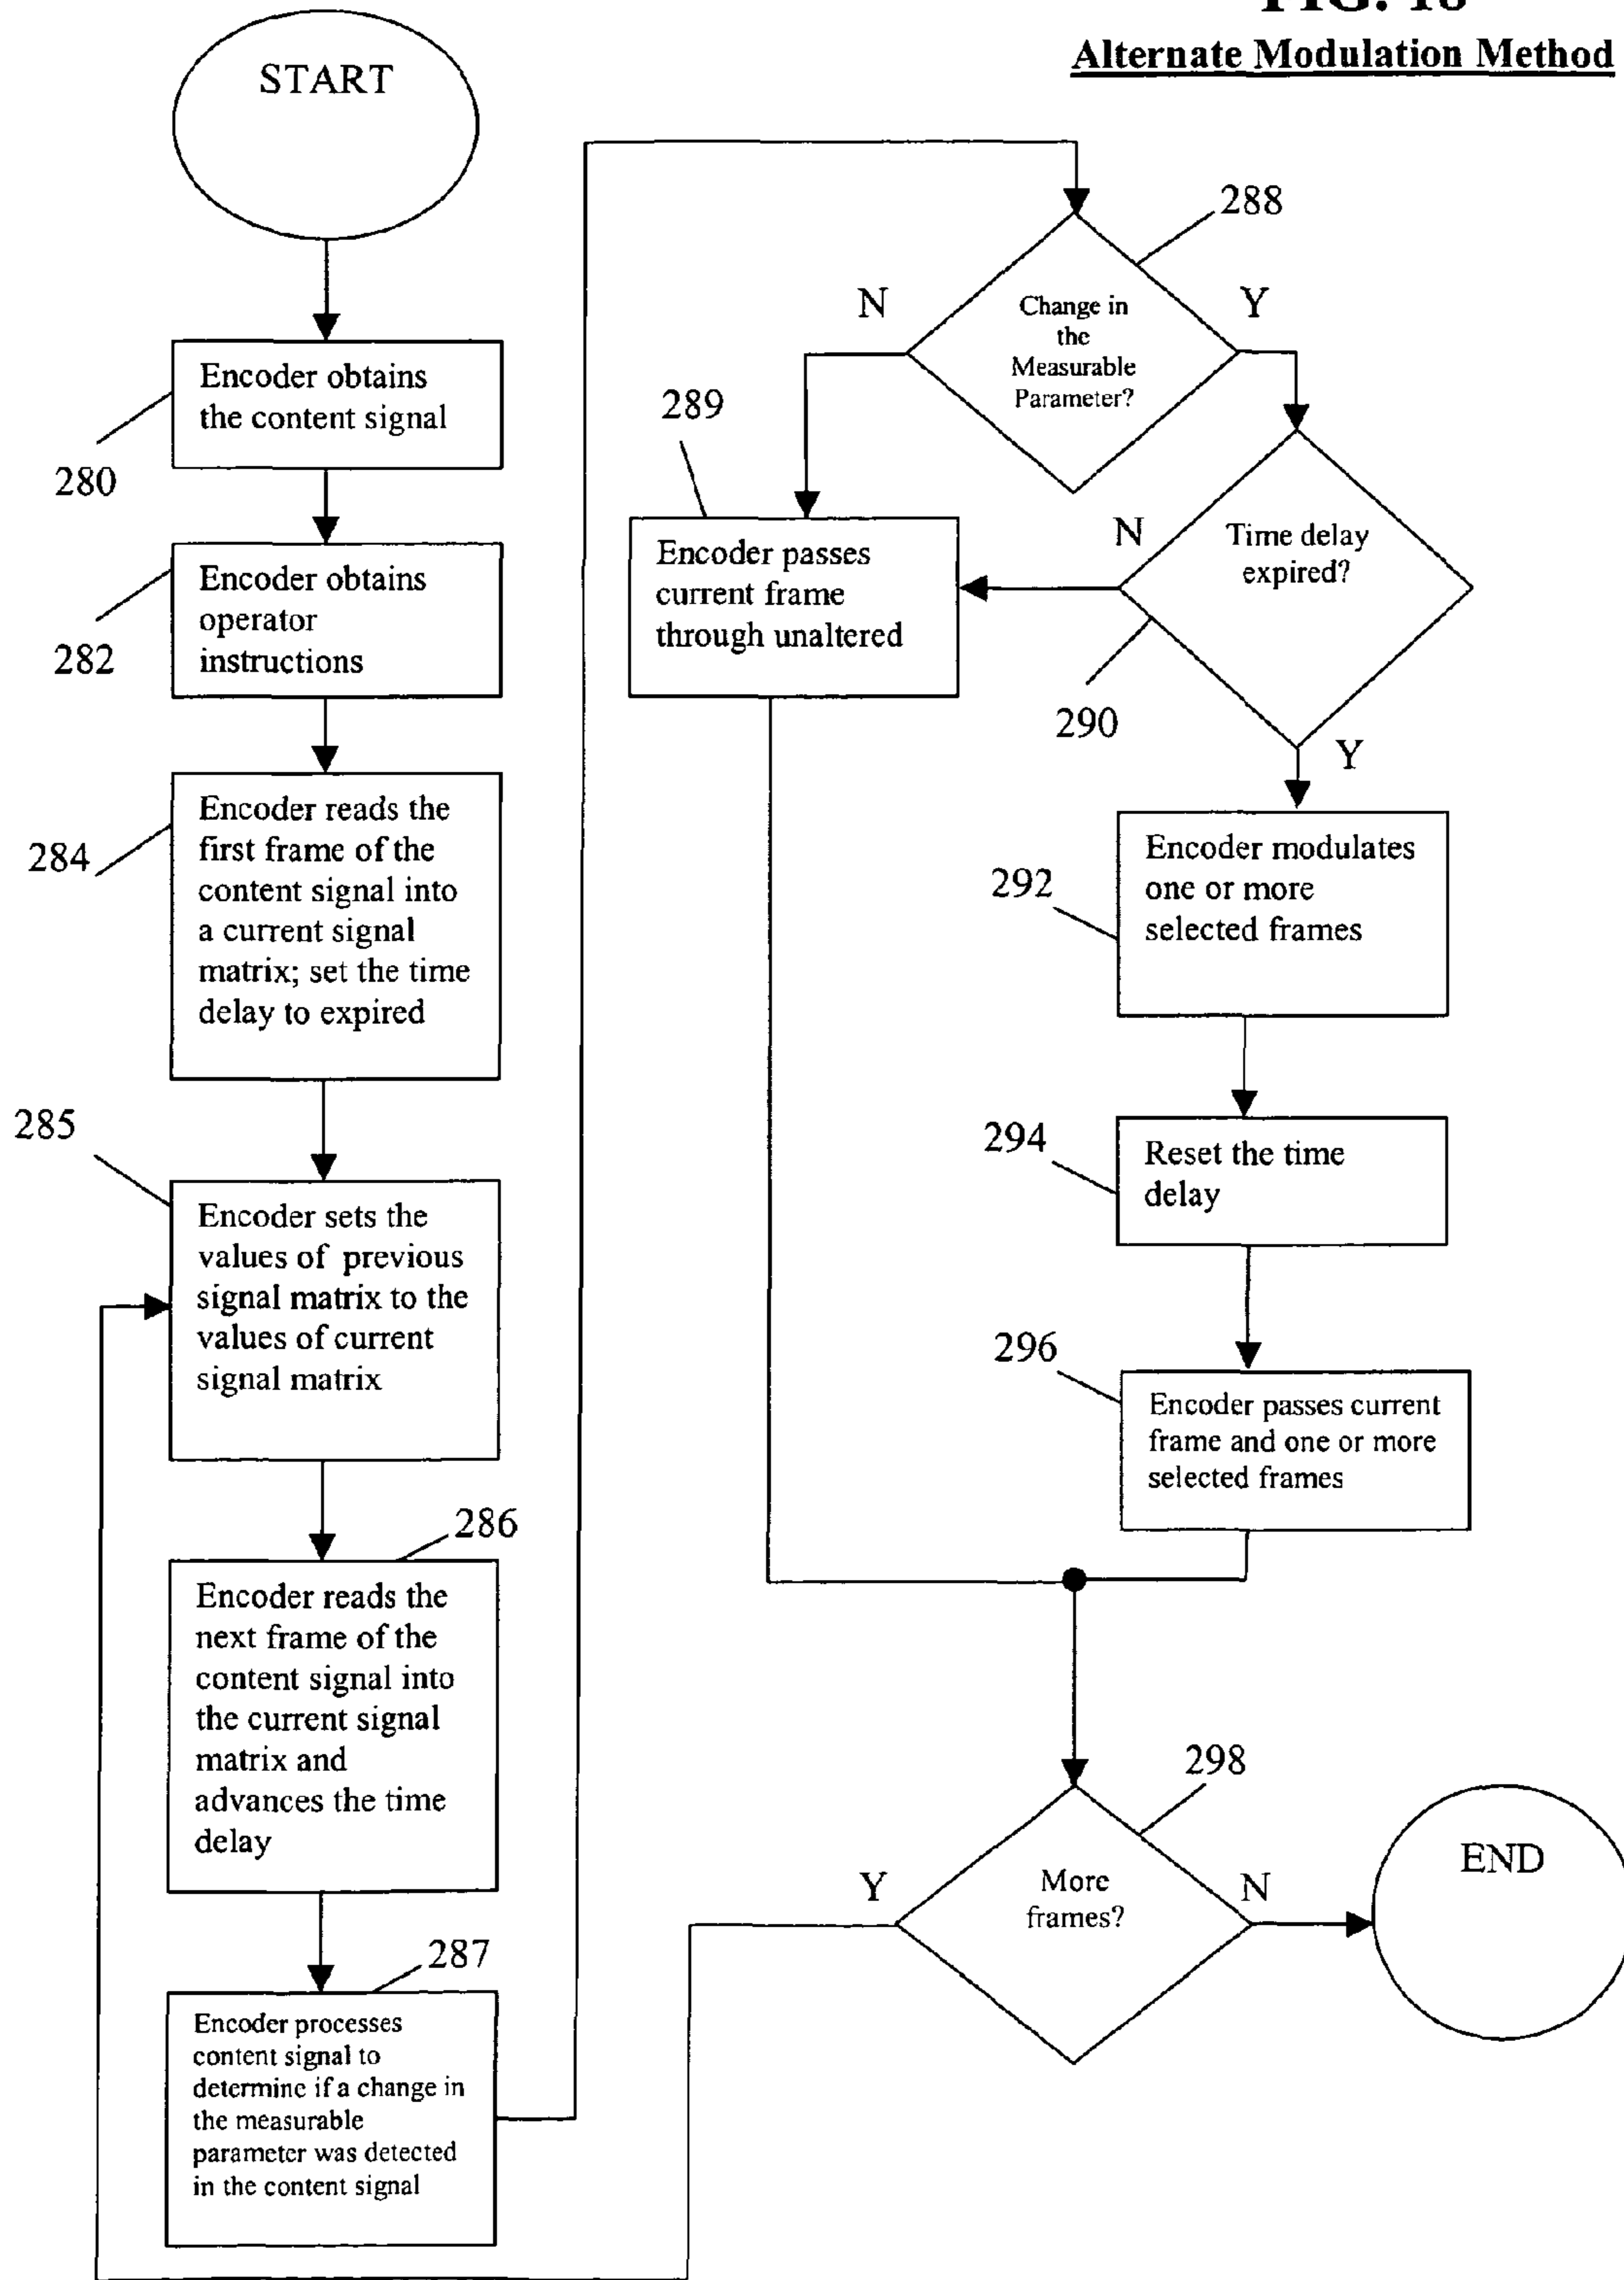 FIG. 18
Alternate Modulation Method
START
Encoder obtains
the content signal
280
Encoder obtains
operator
instructions
282
Encoder reads the
first frame of the
content signal into
a current signal
matrix; set the time
delay to expired
284
285
Encoder sets the
values of previous
signal matrix to the
values of current
signal matrix
286
Encoder reads the
next frame of the
content signal into
the current signal
matrix and
advances the time
delay
287
Encoder processes
content signal to
determine if a change in
the measurable
parameter was detected
in the content signal
288
N
Change in
the
Measurable
Parameter?
Y
289
Encoder passes
current frame
through unaltered
N
Time delay
expired?
290
Y
292
Encoder modulates
one or more
selected frames
294
Reset the time
delay
296
Encoder passes current
frame and one or more
selected frames
298
Y
More
frames?
N
END